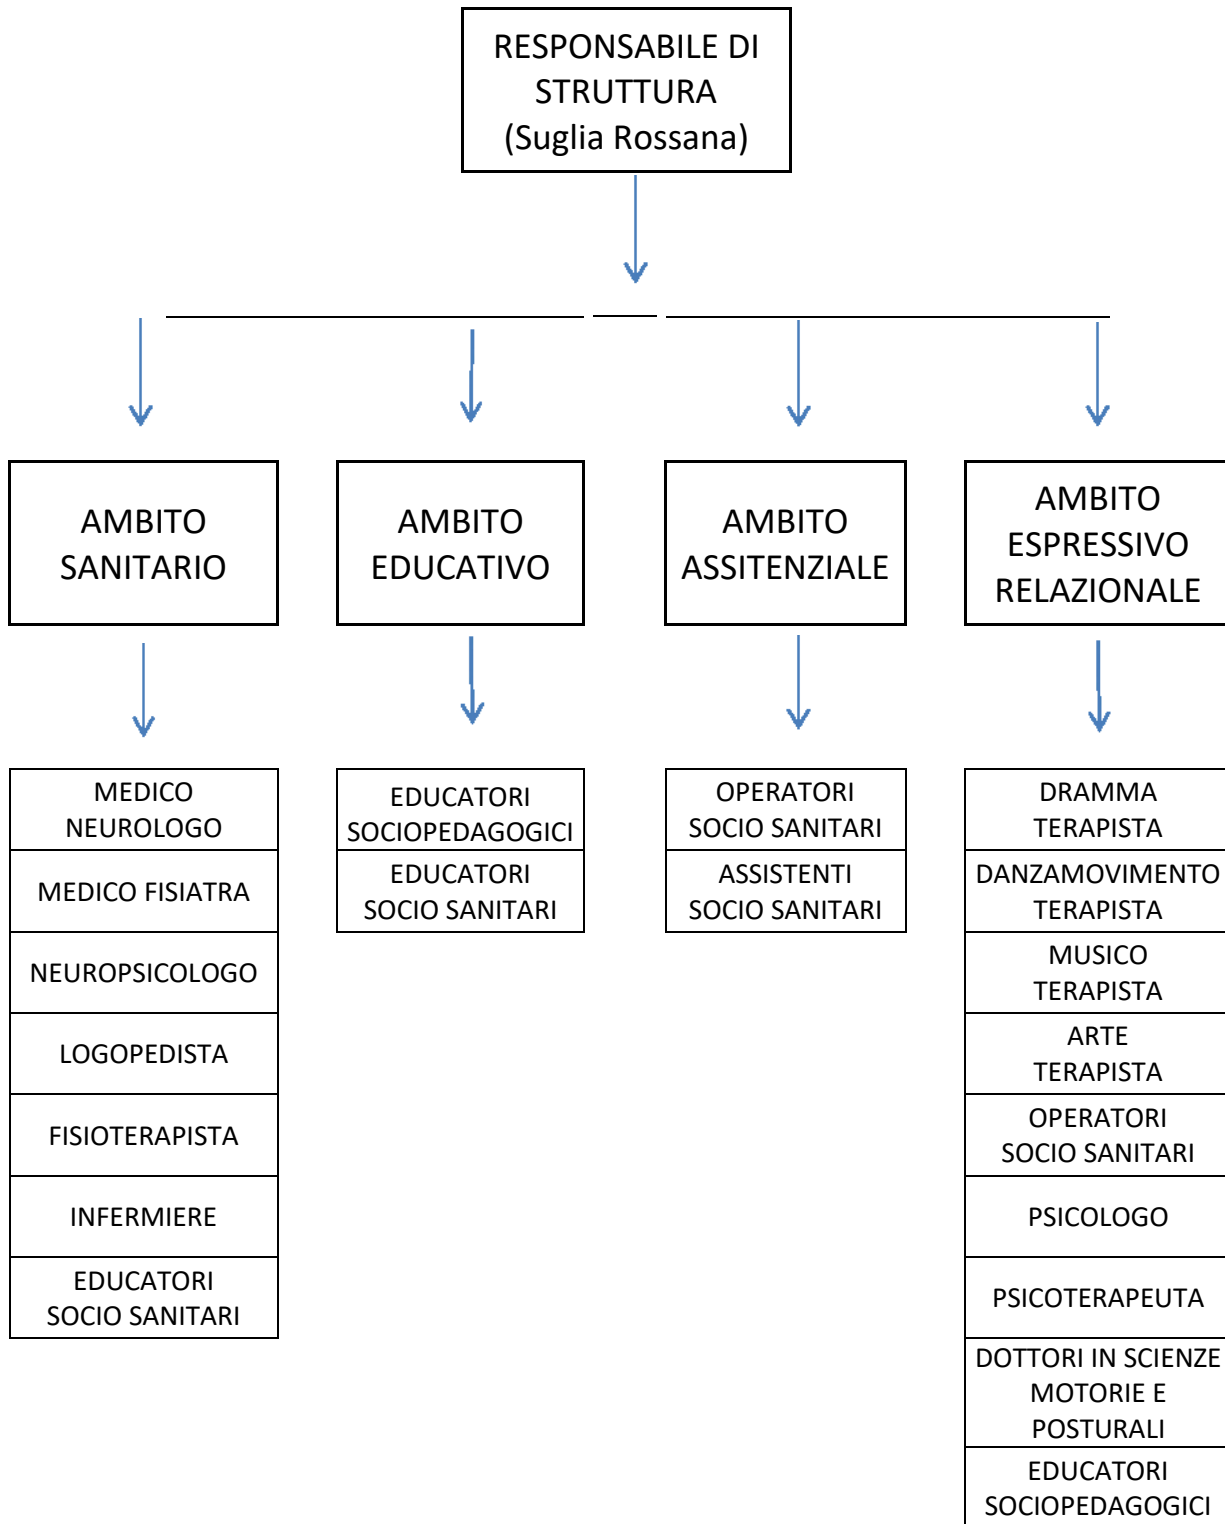 RESPONSABILE DI
STRUTTURA
(Suglia Rossana)
AMBITO
SANITARIO
AMBITO
EDUCATIVO
AMBITO
ASSITENZIALE
AMBITO
ESPRESSIVO
RELAZIONALE
MEDICO
NEUROLOGO
MEDICO FISIATRA
NEUROPSICOLOGO
LOGOPEDISTA
FISIOTERAPISTA
INFERMIERE
EDUCATORI
SOCIO SANITARI
EDUCATORI
SOCIOPEDAGOGICI
EDUCATORI
SOCIO SANITARI
OPERATORI
SOCIO SANITARI
ASSISTENTI
SOCIO SANITARI
DRAMMA
TERAPISTA
DANZAMOVIMENTO
TERAPISTA
MUSICO
TERAPISTA
ARTE
TERAPISTA
OPERATORI
SOCIO SANITARI
PSICOLOGO
PSICOTERAPEUTA
DOTTORI IN SCIENZE
MOTORIE E
POSTURALI
EDUCATORI
SOCIOPEDAGOGICI